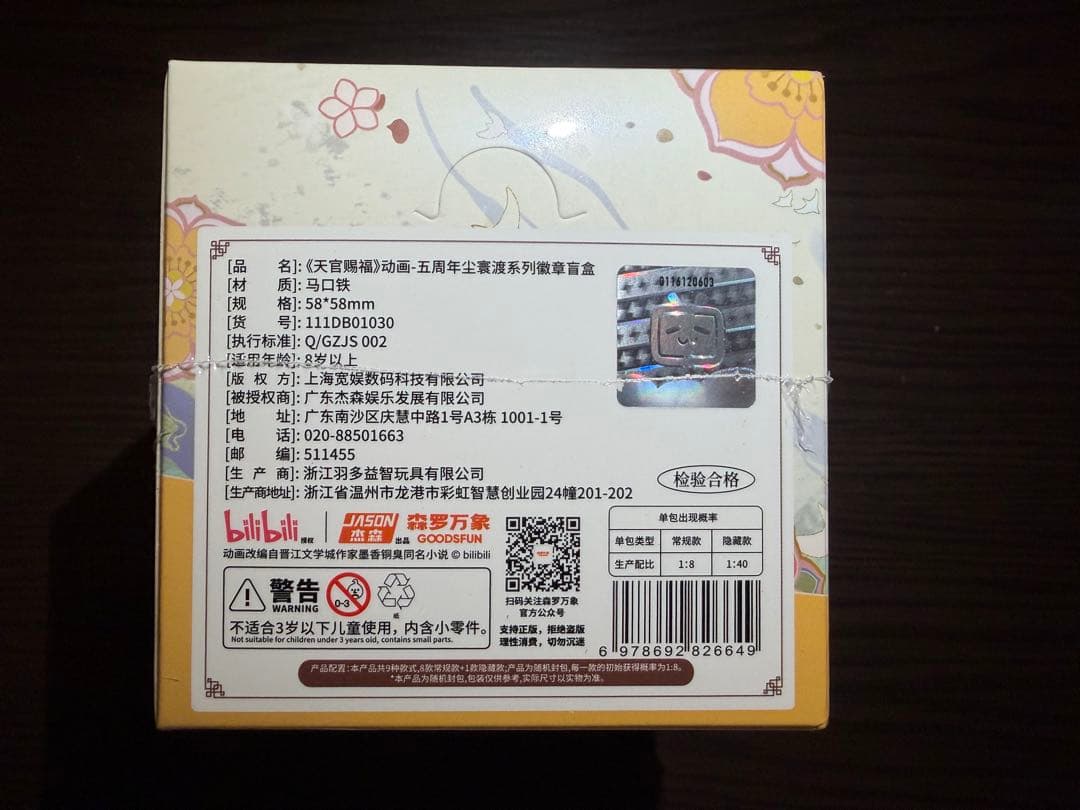 [品 名]:《天官赐福》动画-五周年尘寰渡系列徽章盲盒
[材 质]: 马口铁
[规 格]: 58*58mm
[货 号]: 111DB01030
[执行标准]: Q/GZJS 002
[适用年龄]: 8岁以上
[版 权 方]: 上海宽娱数码科技有限公司
[被授权商]: 广东杰森娱乐发展有限公司
[地 址]: 广东南沙区庆慧中路1号A3栋 1001-1号
[电 话]: 020-88501663
[邮 编]: 511455
[生 产 商]: 浙江羽多益智玩具有限公司
[生产商地址]: 浙江省温州市龙港市彩虹智慧创业园24幢201-202
0116120603
检验合格
bilibili 授权
JASON 杰森 出品
森罗万象
GOODSFUN
动画改编自晋江文学城作家墨香铜臭同名小说 © bilibili
警告
WARNING
0-3
纸
不适合3岁以下儿童使用，内含小零件。
Not suitable for children under 3 years old, contains small parts.
扫码关注森罗万象
官方公众号
支持正版，拒绝盗版
理性消费，切勿沉迷
单包出现概率
单包类型 常规款 隐藏款
生产配比 1:8 1:40
6 978692 826649
产品配置：本产品共9种款式,8款常规款+1款隐藏款;产品为随机封包,每一款的初始获得概率为1:8。
*本产品为随机封包,包装仅供参考,实际尺寸以实物为准。